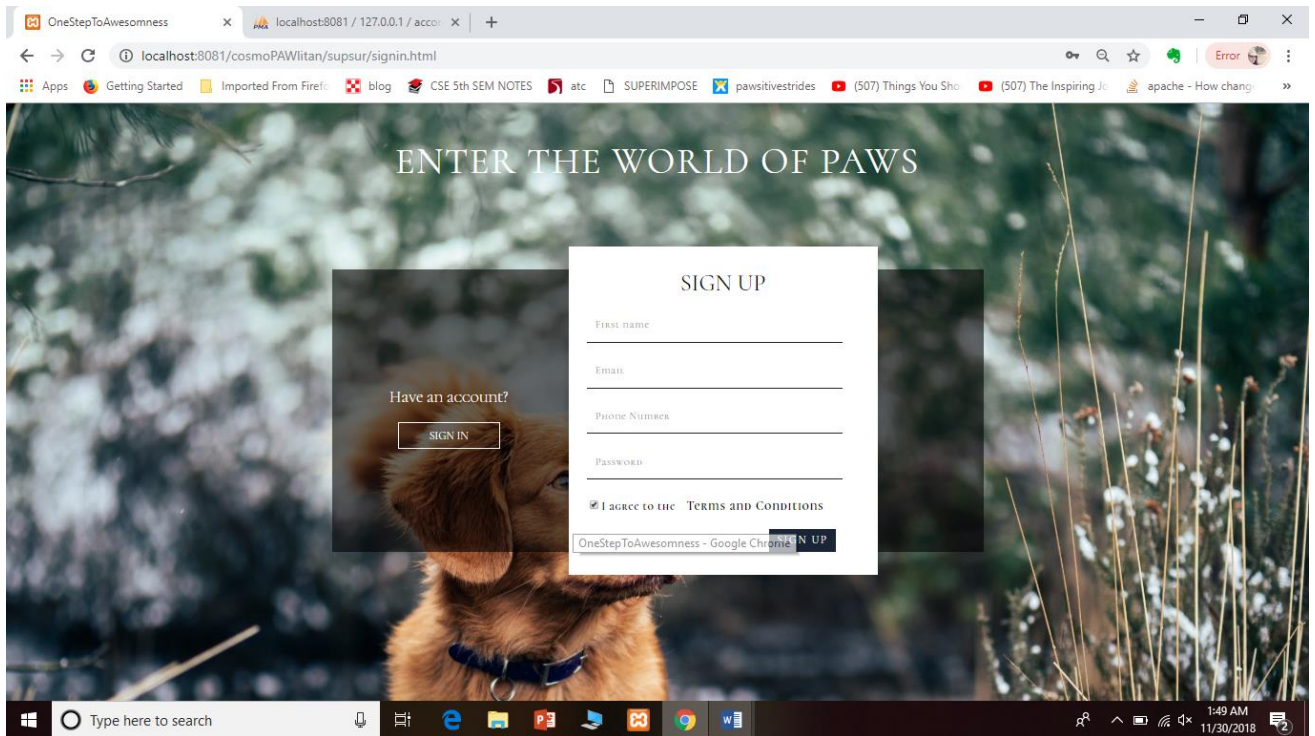 OneStepToAwesomness
localhost:8081 / 127.0.0.1 / accor
localhost:8081/cosmoPAWlitan/supsur/signin.html
Error
Apps Getting Started Imported From Firefo blog CSE 5th SEM NOTES atc SUPERIMPOSE pawsitivestrides (507) Things You Sho (507) The Inspiring Jo apache - How chang
ENTER THE WORLD OF PAWS
SIGN UP
First name
Email
Have an account?
Phone Number
SIGN IN
Password
I agree to the Terms and Conditions
SIGN UP
OneStepToAwesomness - Google Chrome
Type here to search
1:49 AM
11/30/2018
2